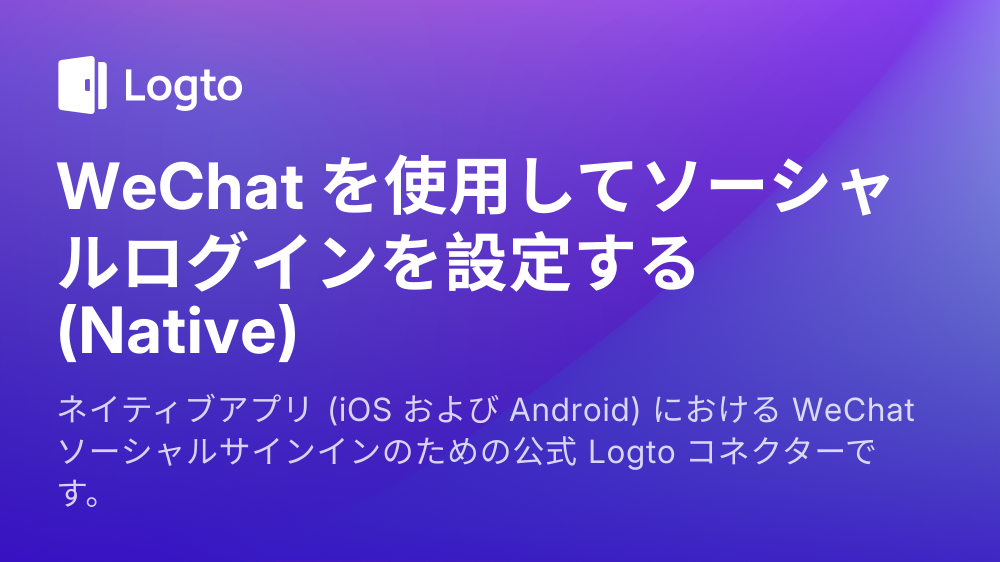 Logto
WeChat を使用してソーシャ
ルログインを設定する
(Native)
ネイティブアプリ (iOS および Android) における WeChat
ソーシャルサインインのための公式 Logto コネクターで
す。